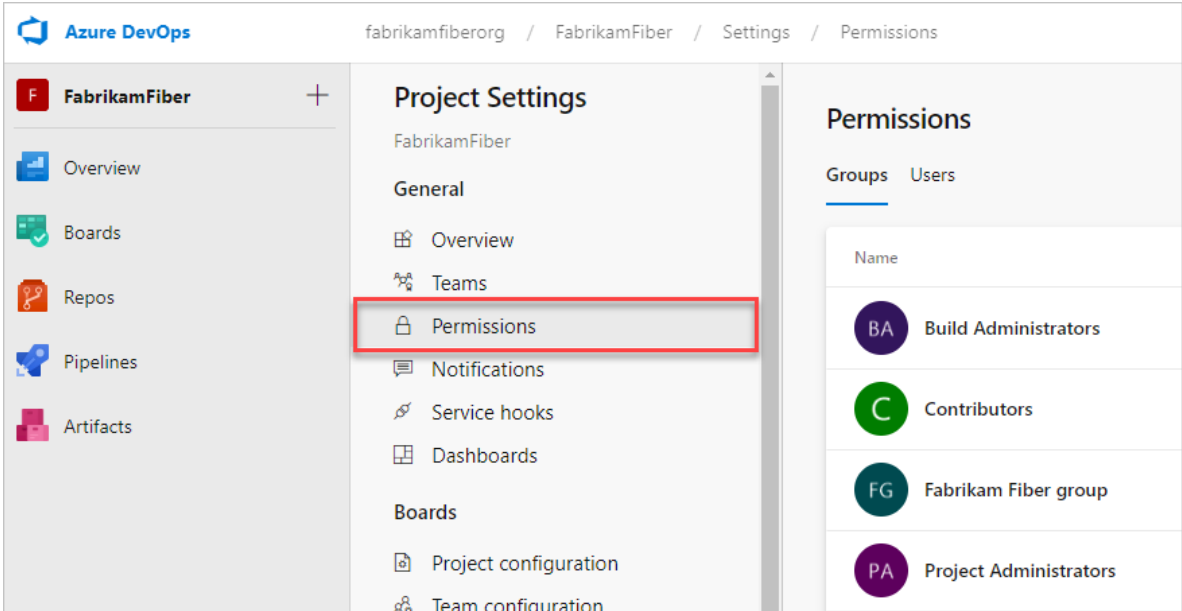 Azure DevOps
fabrikamfiberorg / FabrikamFiber / Settings / Permissions
F FabrikamFiber
Overview
Boards
Repos
Pipelines
Artifacts
Project Settings
FabrikamFiber
General
Overview
Teams
Permissions
Notifications
Service hooks
Dashboards
Boards
Project configuration
Team configuration
Permissions
Groups Users
Name
BA Build Administrators
C Contributors
FG Fabrikam Fiber group
PA Project Administrators